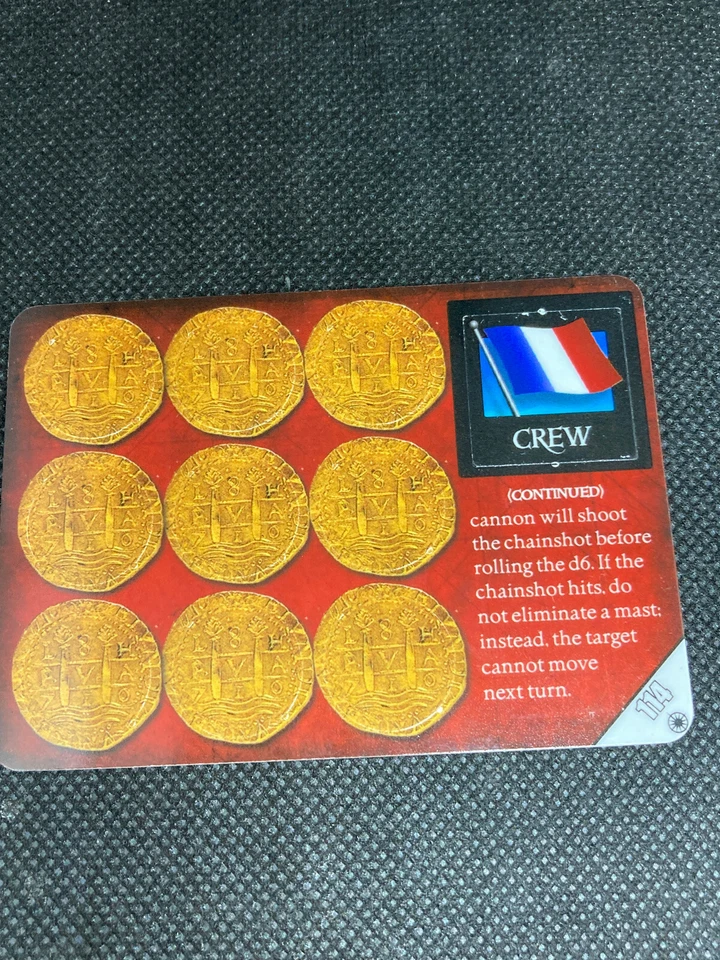 CREW
(CONTINUED)
cannon will shoot
the chainshot before
rolling the d6. If the
chainshot hits, do
not eliminate a mast;
instead, the target
cannot move
next turn.
114